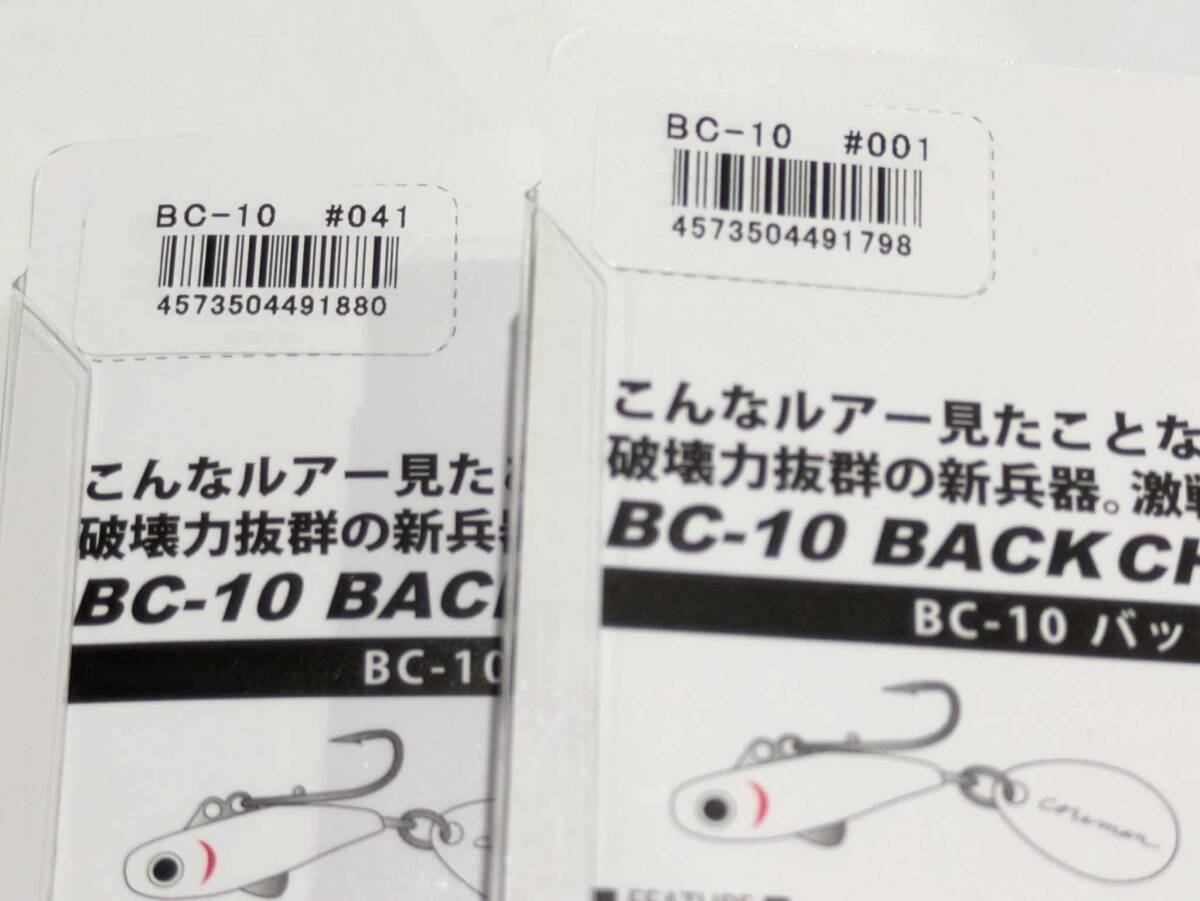 BC-10 #041
4573504491880
こんなルアー見た
破壊力抜群の新兵
BC-10 BAC
BC-10
BC-10 #001
4573504491798
こんなルアー見たことな
破壊力抜群の新兵器。激戦
BC-10 BACK CH
BC-10 バッ
coreman
FEATURE